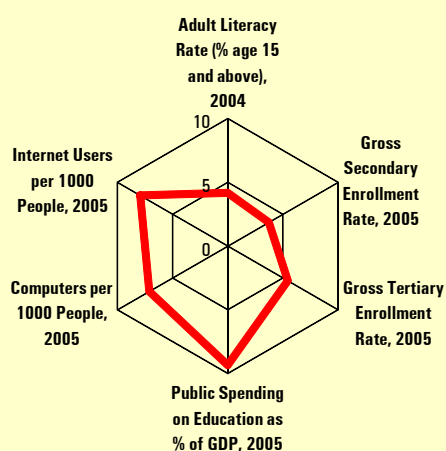 Adult Literacy
Rate (% age 15
and above),
2004
10
5
0
Gross
Secondary
Enrollment
Rate, 2005
Gross Tertiary
Enrollment
Rate, 2005
Public Spending
on Education as
% of GDP, 2005
Computers per
1000 People,
2005
Internet Users
per 1000
People, 2005